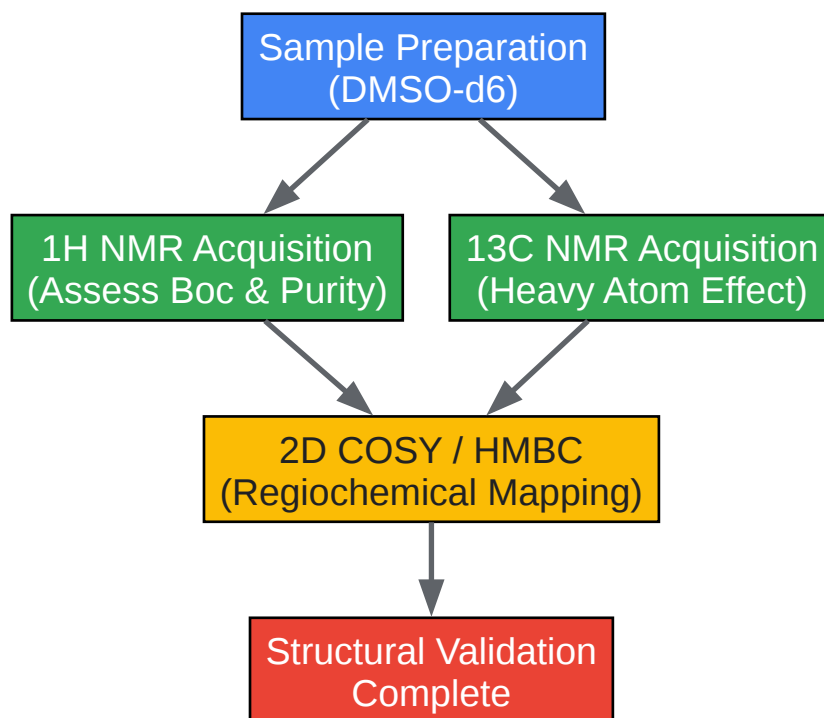 Sample Preparation
(DMSO-d6)
1H NMR Acquisition
(Assess Boc & Purity)
13C NMR Acquisition
(Heavy Atom Effect)
2D COSY / HMBC
(Regiochemical Mapping)
Structural Validation
Complete